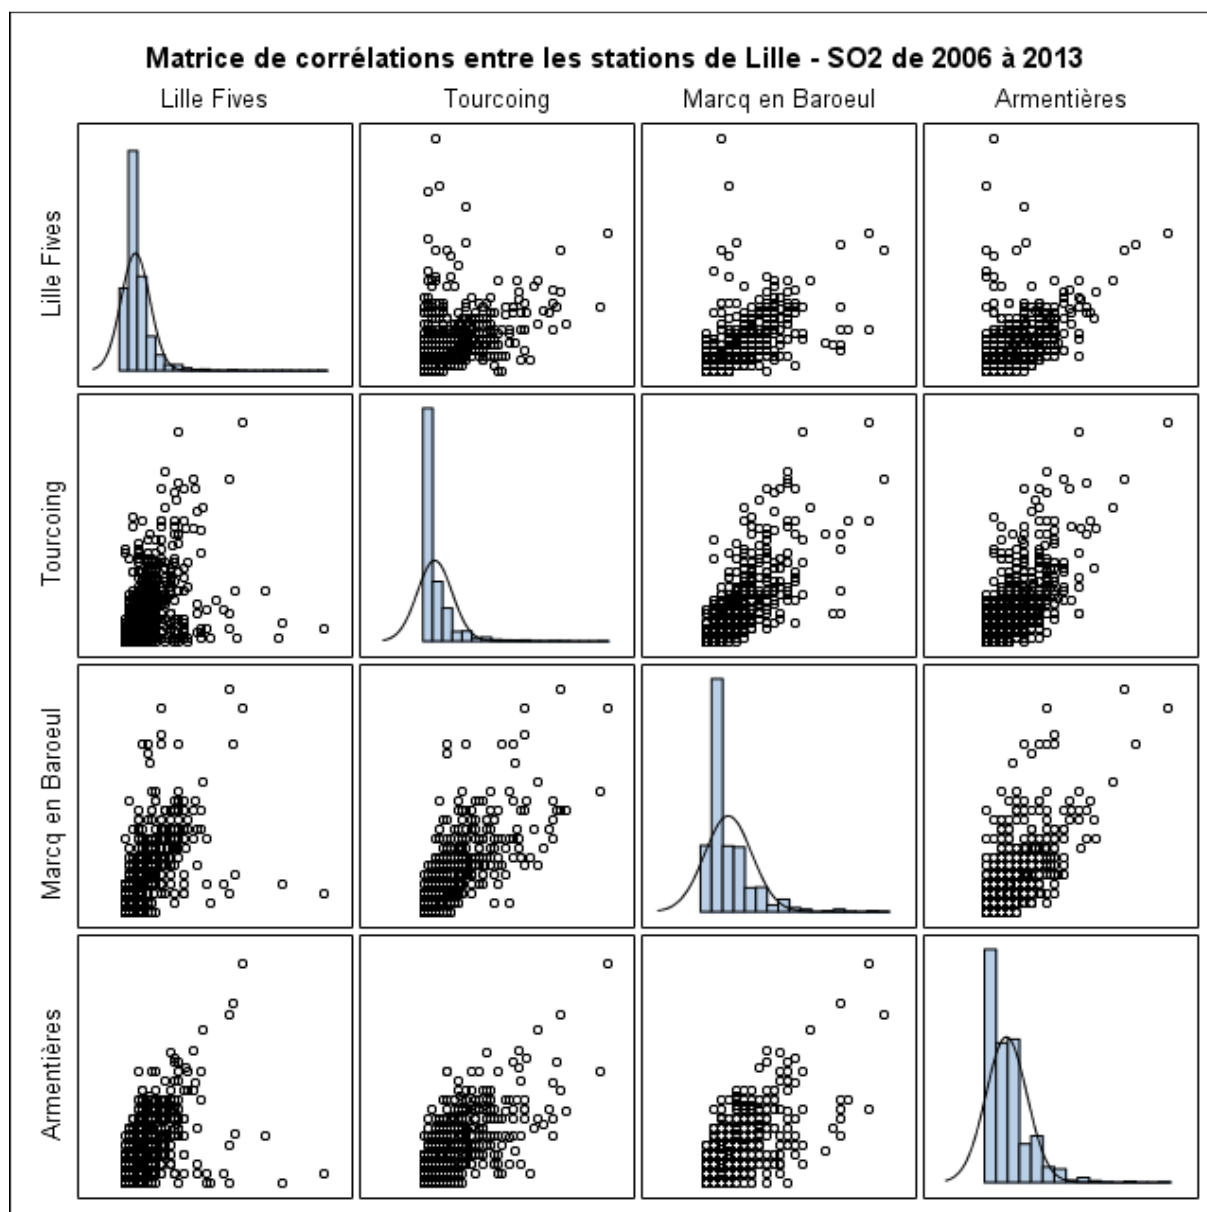 Matrice de corrélations entre les stations de Lille - SO2 de 2006 à 2013
Lille Fives
Tourcoing
Marcq en Baroeul
Armentières
Lille Fives
Tourcoing
Marcq en Baroeul
Armentières